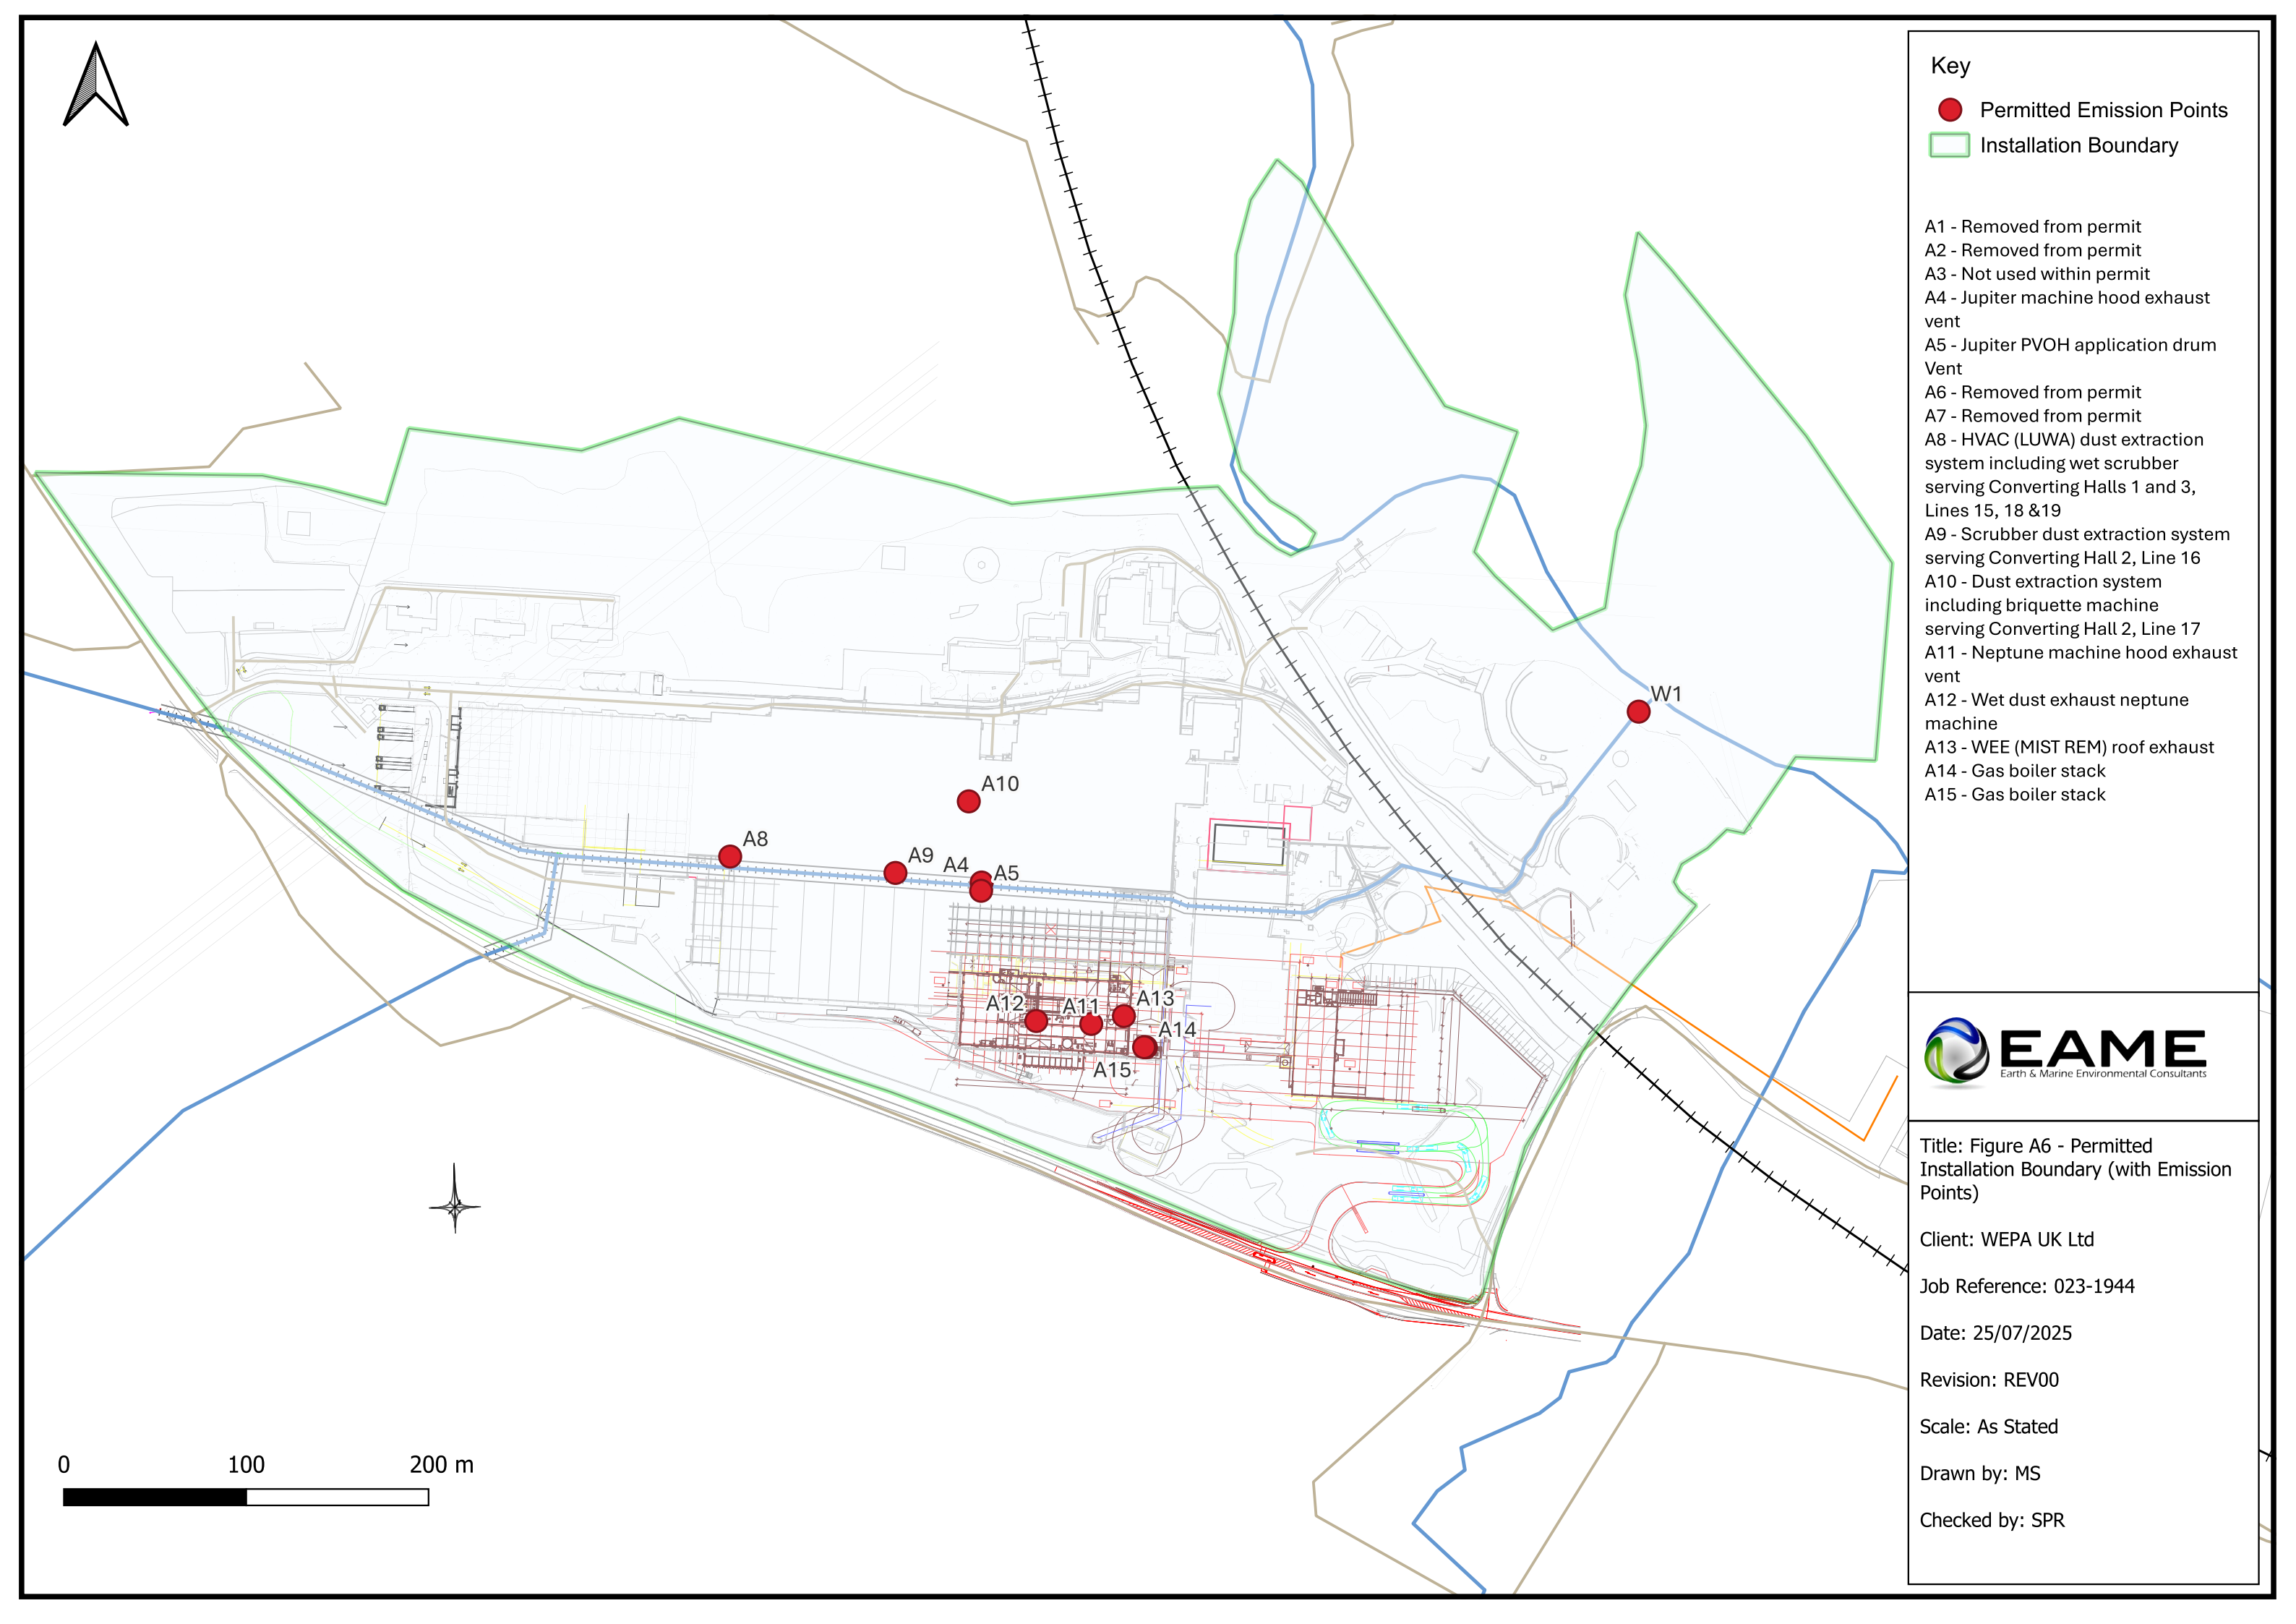 Key
Permitted Emission Points
Installation Boundary
A1 - Removed from permit
A2 - Removed from permit
A3 - Not used within permit
A4 - Jupiter machine hood exhaust
vent
A5 - Jupiter PVOH application drum
Vent
A6 - Removed from permit
A7 - Removed from permit
A8 - HVAC (LUWA) dust extraction
system including wet scrubber
serving Converting Halls 1 and 3,
Lines 15, 18 &19
A9 - Scrubber dust extraction system
serving Converting Hall 2, Line 16
A10 - Dust extraction system
including briquette machine
serving Converting Hall 2, Line 17
A11 - Neptune machine hood exhaust
vent
A12 - Wet dust exhaust neptune
machine
A13 - WEE (MIST REM) roof exhaust
A14 - Gas boiler stack
A15 - Gas boiler stack
W1
A10
A8
A9
A4
A5
A12
A11
A13
A14
A15
EAME
Earth & Marine Environmental Consultants
Title: Figure A6 - Permitted
Installation Boundary (with Emission
Points)
Client: WEPA UK Ltd
Job Reference: 023-1944
Date: 25/07/2025
Revision: REV00
Scale: As Stated
Drawn by: MS
Checked by: SPR
0 100 200 m